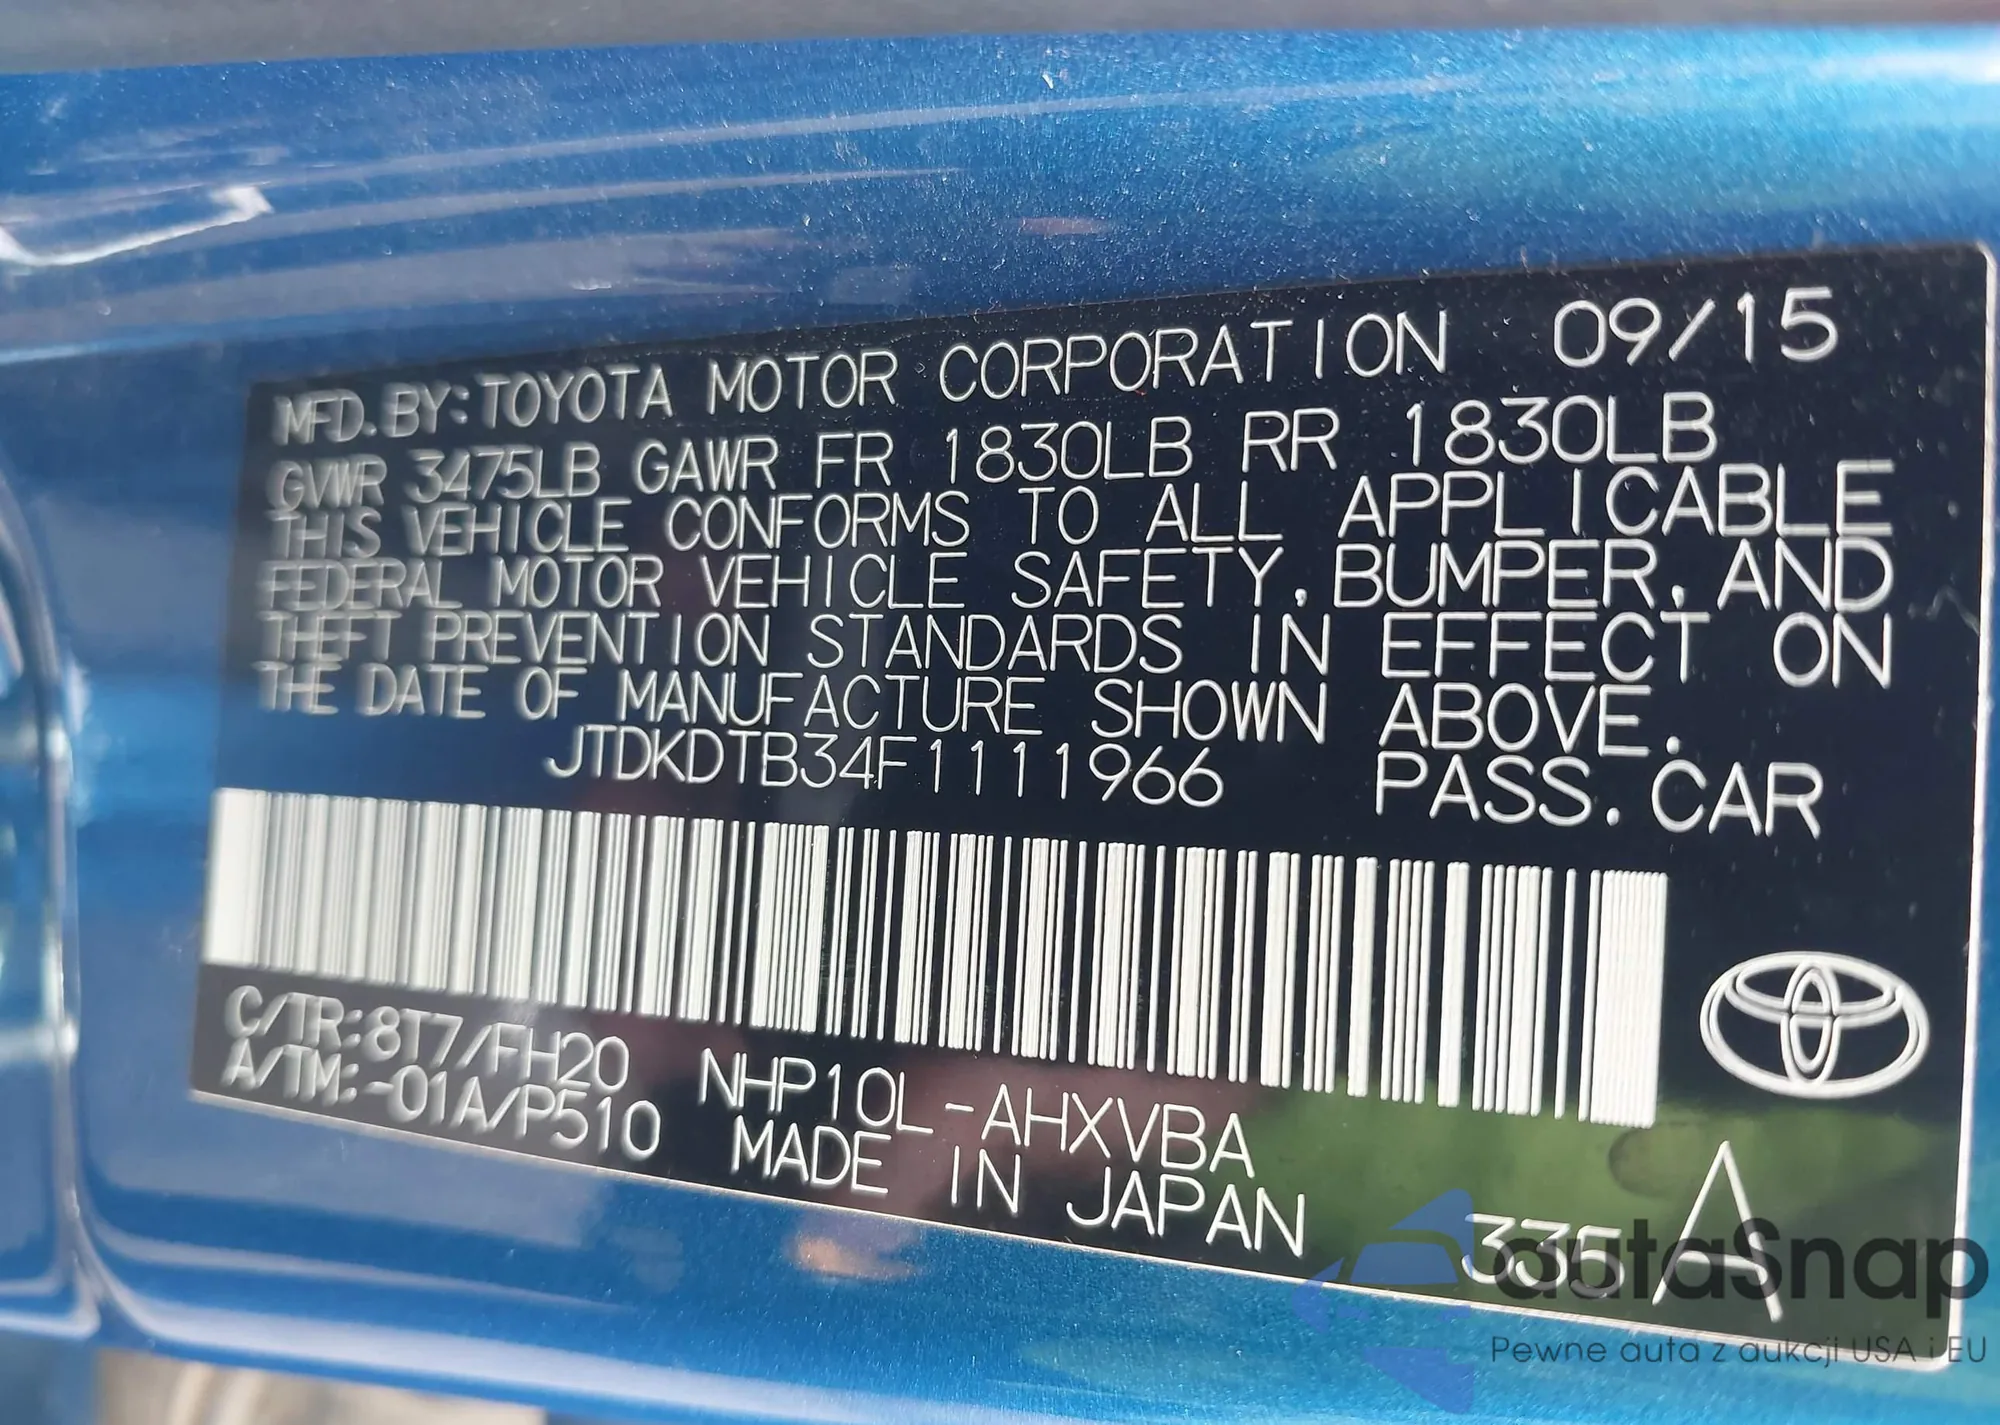 MFD. BY: TOYOTA MOTOR CORPORATION 09/15
GVWR 3475LB GAWR FR 1830LB RR 1830LB
THIS VEHICLE CONFORMS TO ALL APPLICABLE
FEDERAL MOTOR VEHICLE SAFETY, BUMPER, AND
THEFT PREVENTION STANDARDS IN EFFECT ON
THE DATE OF MANUFACTURE SHOWN ABOVE.
JTDKDTB34F1111966 PASS. CAR
C/TR:8T7/FH20 NHP10L-AHXVBA
A/TM:-01A/P510 MADE IN JAPAN 335 A
autaSnap
Pewne auta z aukcji USA i EU